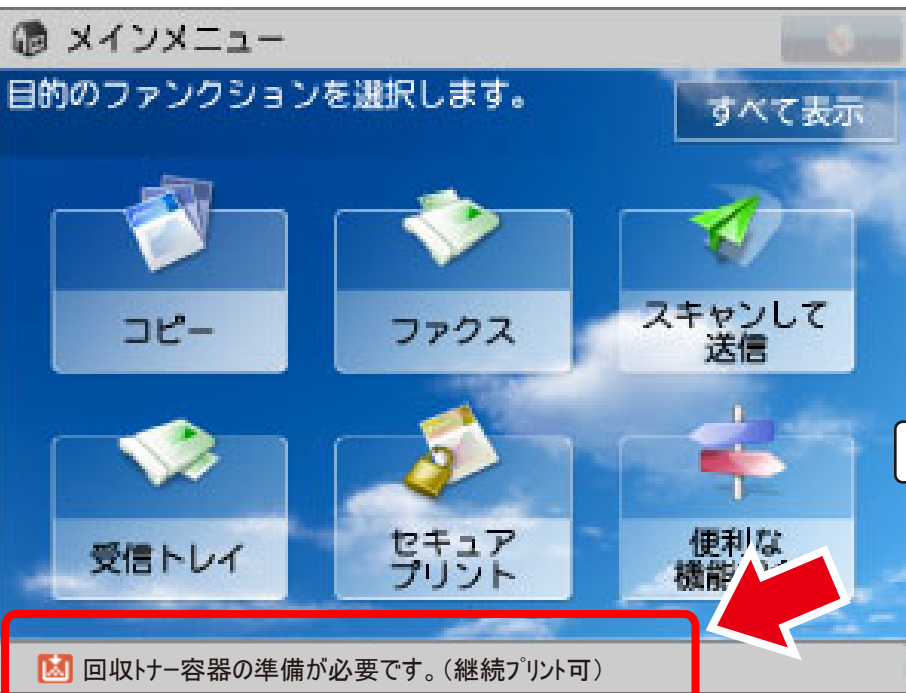 メインメニュー
目的のファンクションを選択します。
すべて表示
コピー
ファクス
スキャンして
送信
受信トレイ
セキュア
プリント
便利な
機能
回収トナー容器の準備が必要です。(継続プリント可)